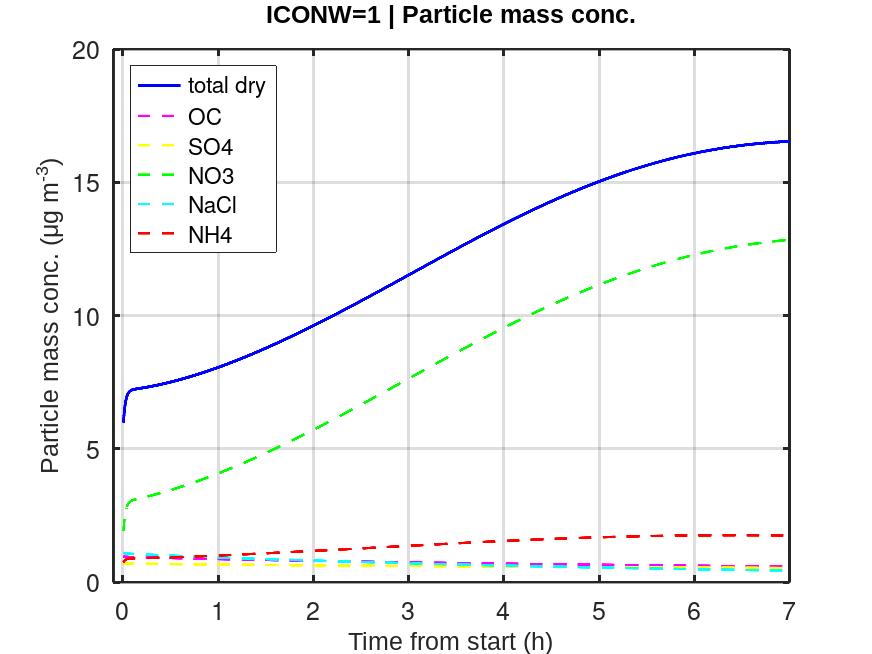 ICONW=1 | Particle mass conc.
Particle mass conc. (μg m-3)
20
15
10
5
0
total dry
OC
SO4
NO3
NaCl
NH4
0 1 2 3 4 5 6 7
Time from start (h)